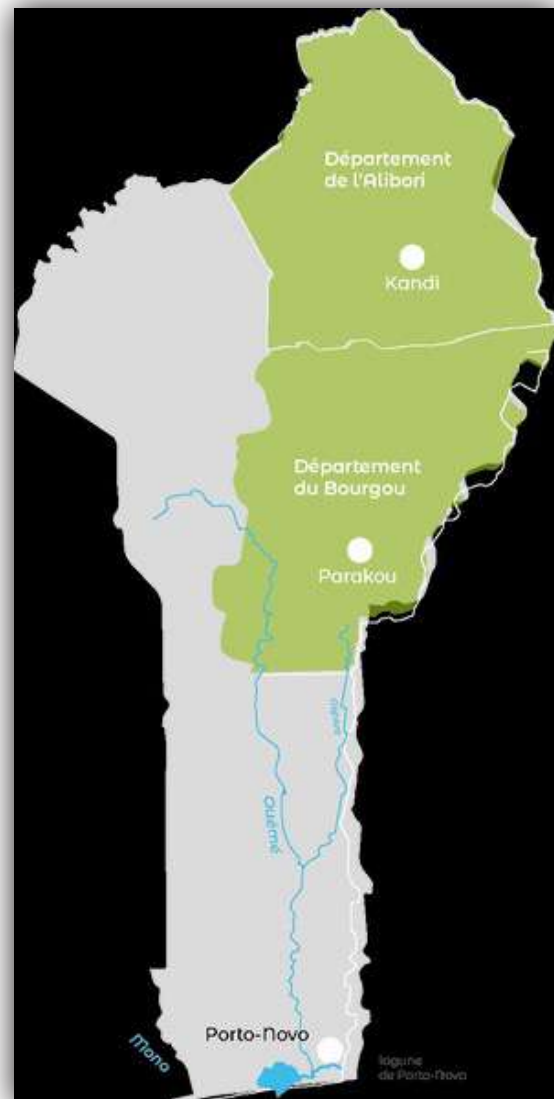 Département
de l'Alibori
Kandi
Département
du Bourgou
Parakou
Ouémé
Porto-Novo
Mono
lagune
de Porto-Novo